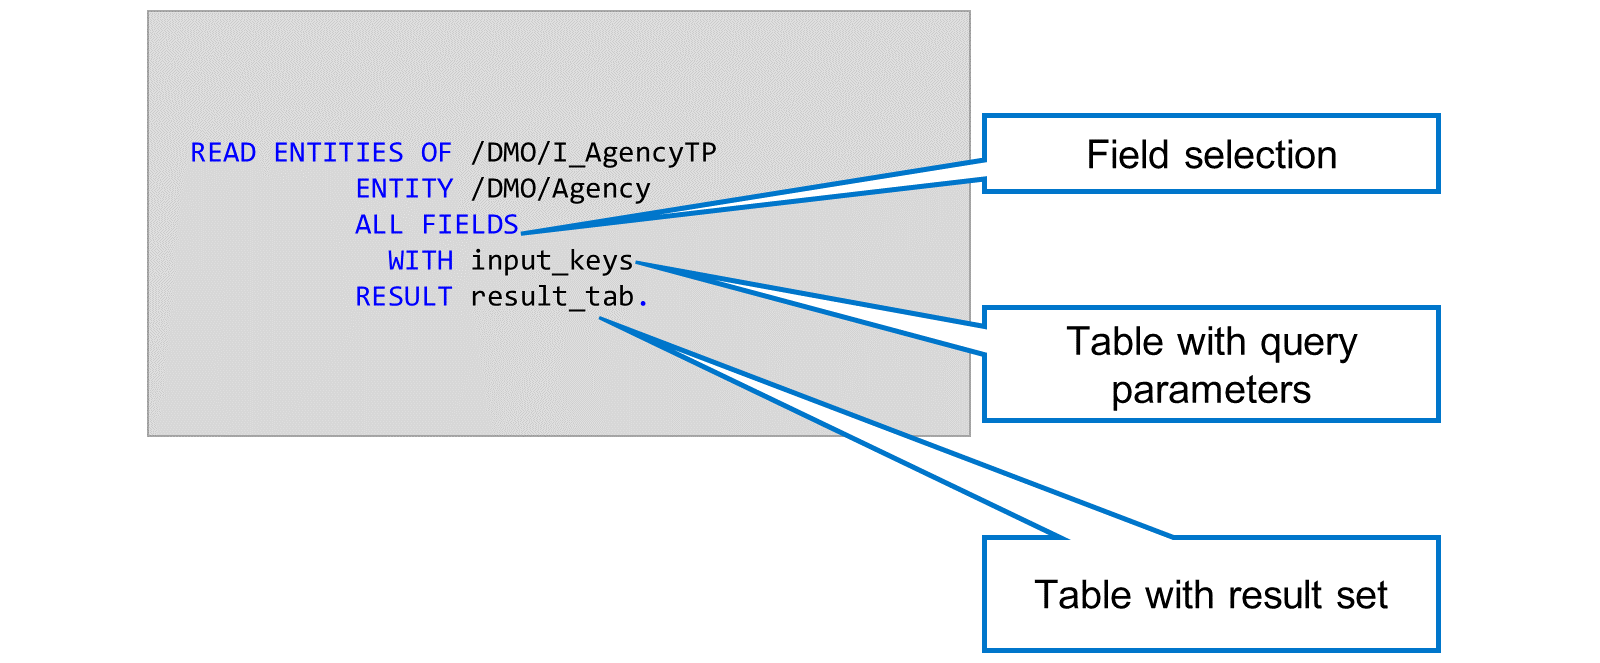 READ ENTITIES OF /DMO/I_AgencyTP
ENTITY /DMO/Agency
ALL FIELDS
WITH input_keys
RESULT result_tab.
Field selection
Table with query
parameters
Table with result set